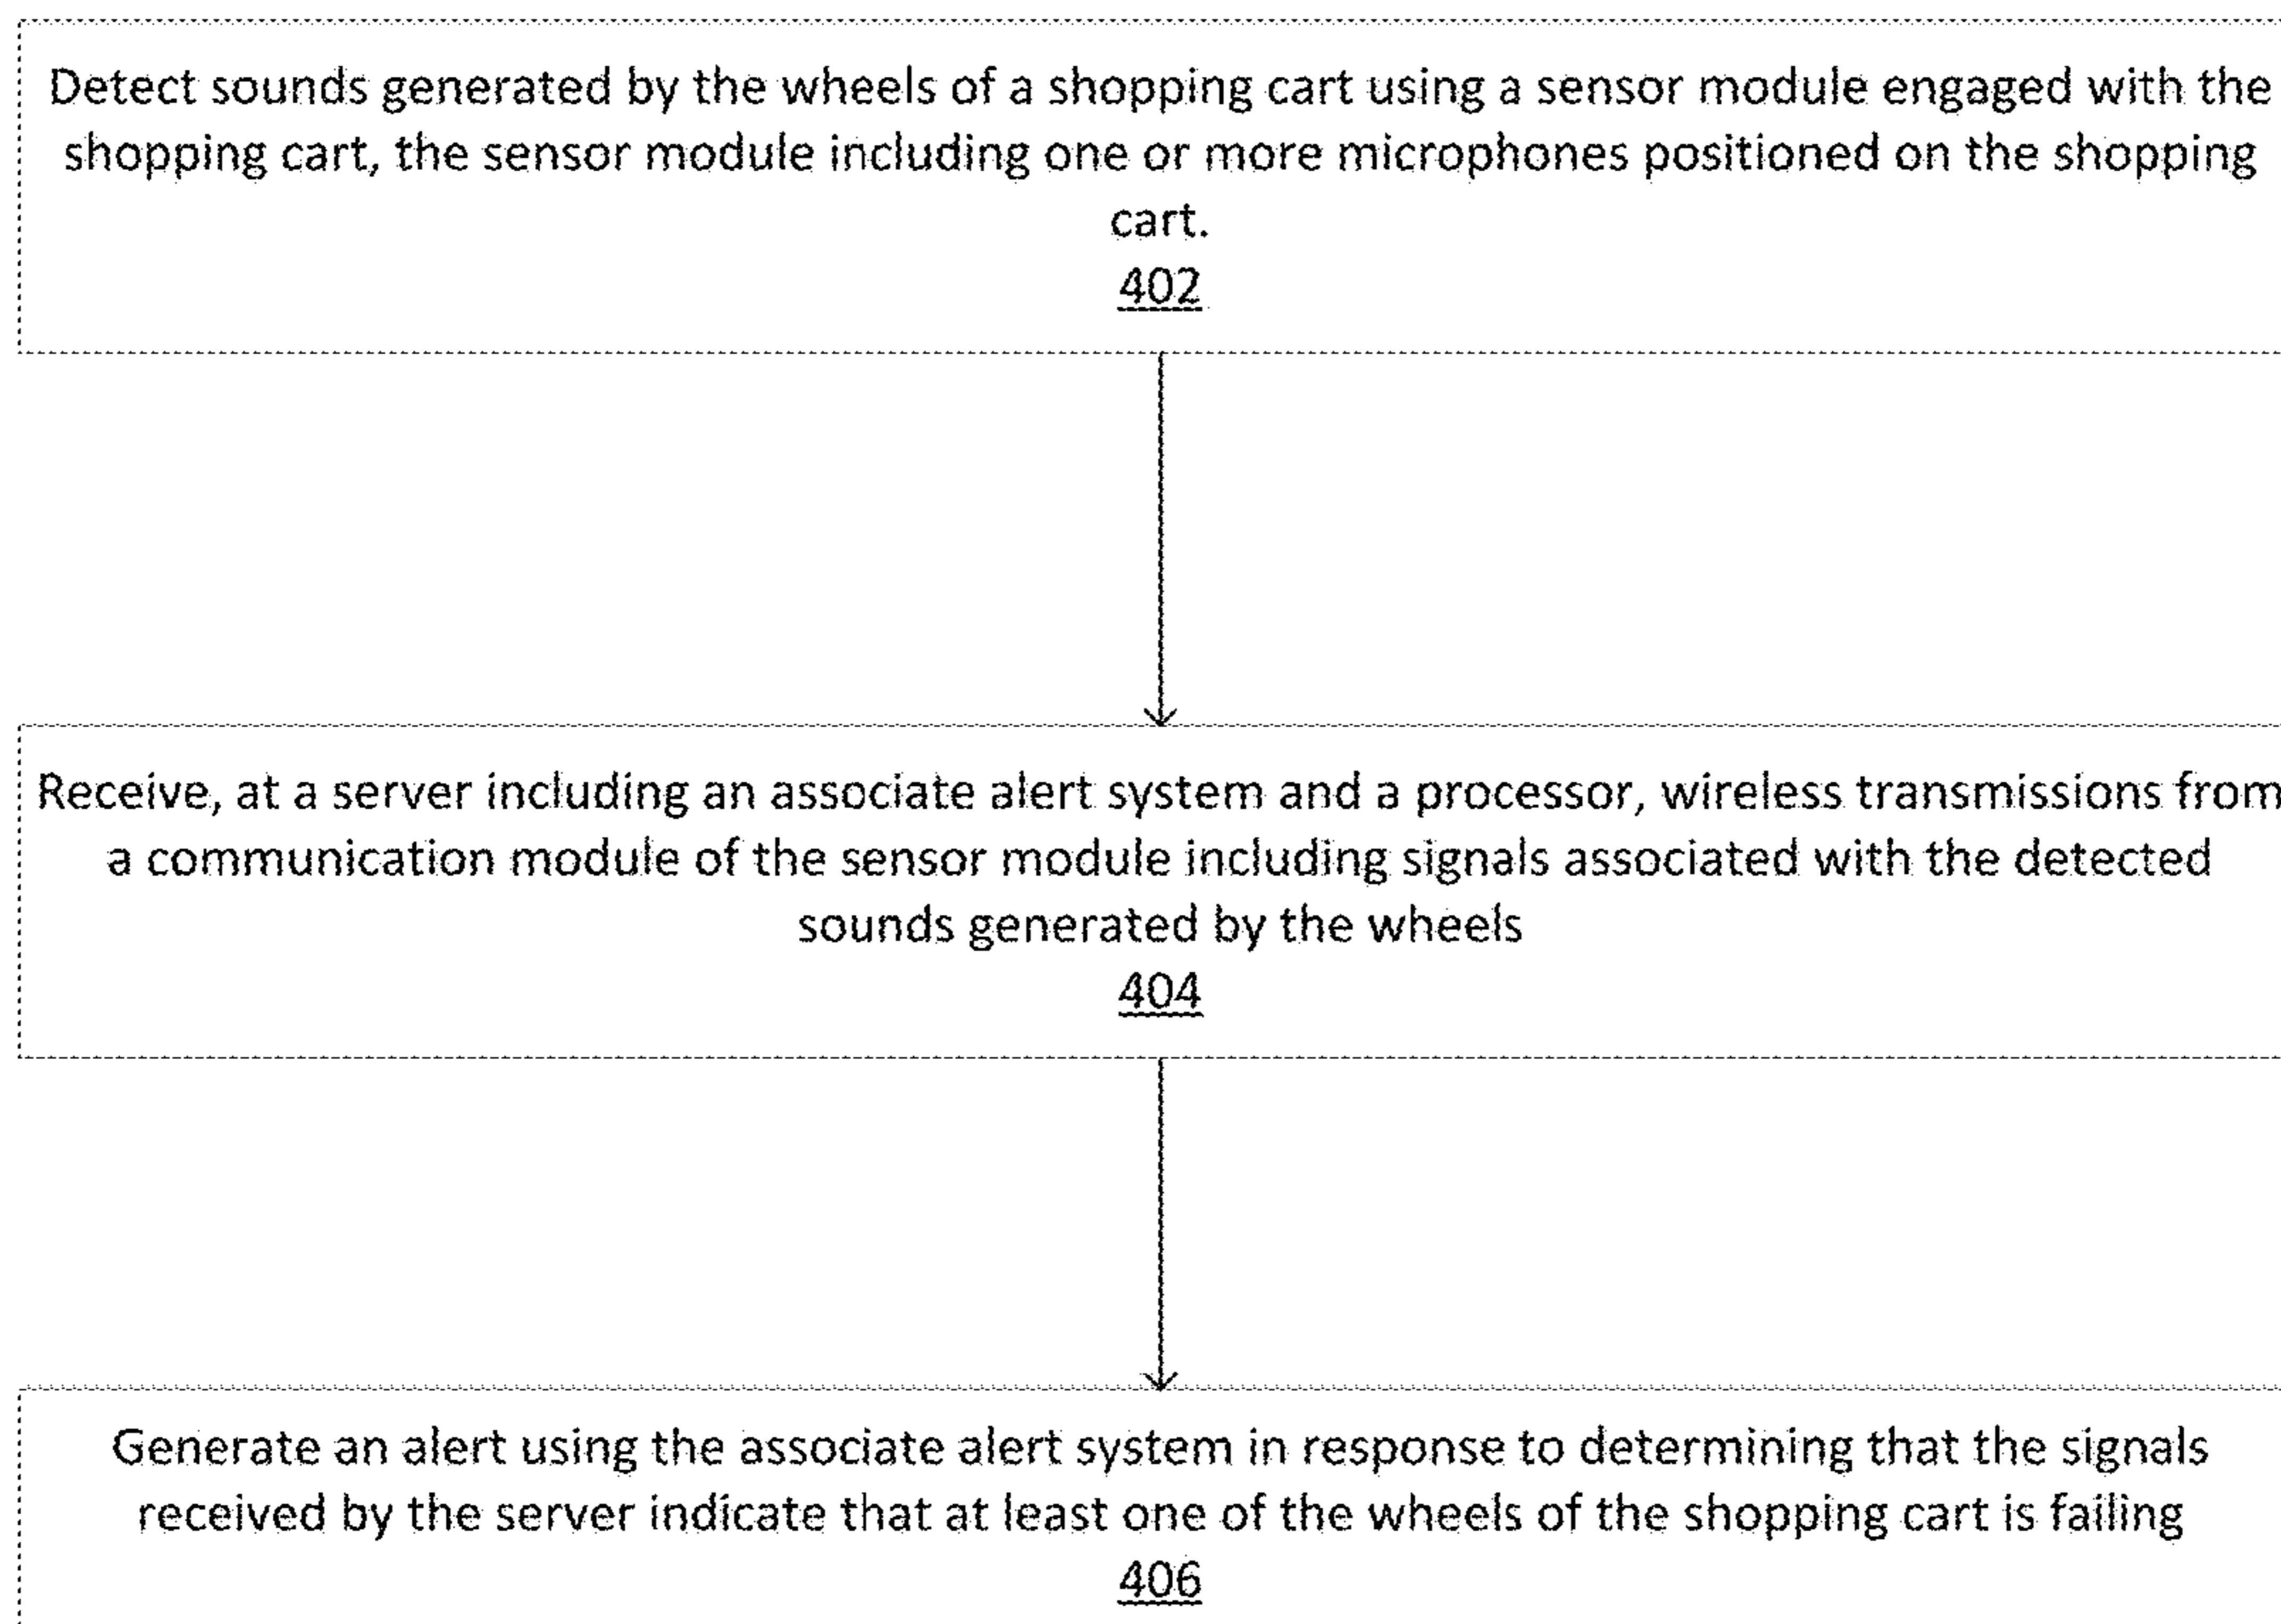 Detect sounds generated by the wheels of a shopping cart using a sensor module engaged with the
shopping cart, the sensor module including one or more microphones positioned on the shopping
cart.
402
Receive, at a server including an associate alert system and a processor, wireless transmissions from
a communication module of the sensor module including signals associated with the detected
sounds generated by the wheels
404
Generate an alert using the associate alert system in response to determining that the signals
received by the server indicate that at least one of the wheels of the shopping cart is failing
406